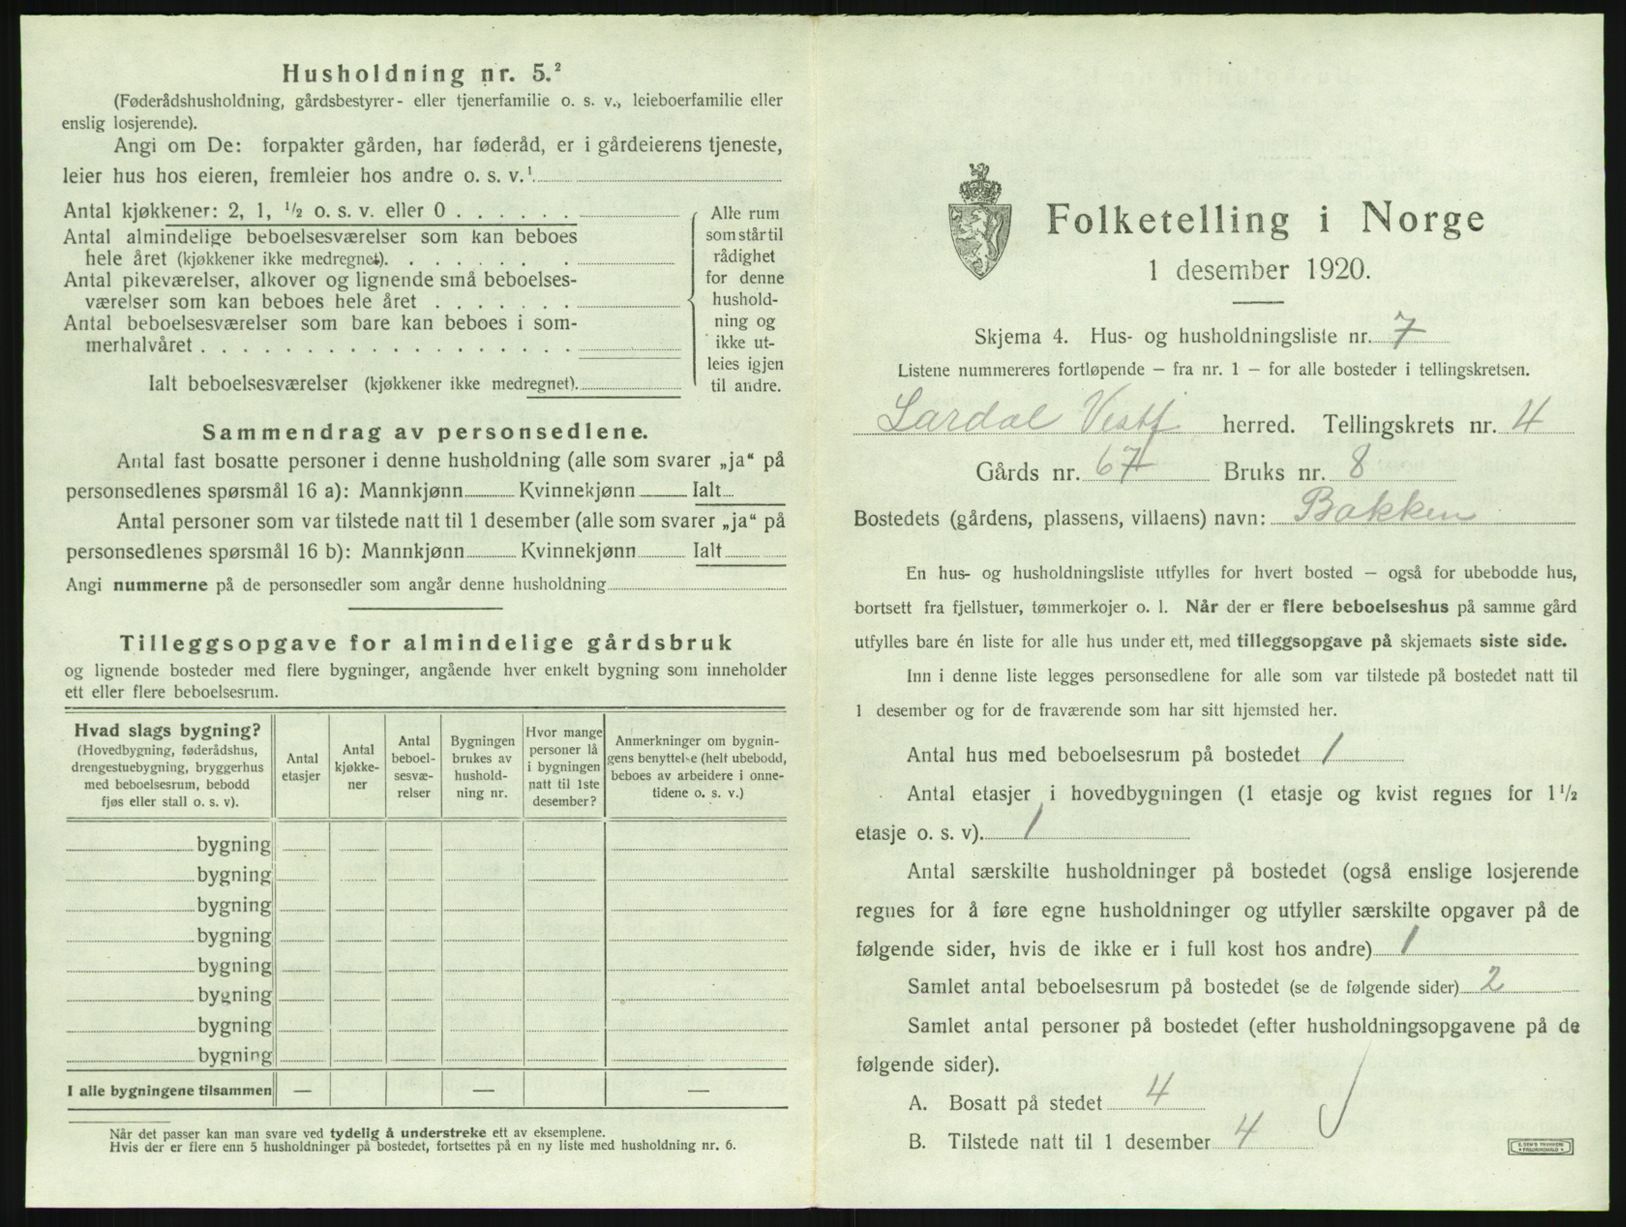 Husholdning nr. 5.²
(Føderådshusholdning, gårdsbestyrer- eller tjenerfamilie o. s. v., leieboerfamilie eller
enslig losjerende).
Angi om De: forpakter gården, har føderåd, er i gårdeierens tjeneste,
leier hus hos eieren, fremleier hos andre o. s. v.¹
Antal kjøkkener: 2, 1, ½ o. s. v. eller 0 . . . . . .
Antal almindelige beboelsesværelser som kan beboes
hele året (kjøkkener ikke medregnet). . . . . . . .
Antal pikeværelser, alkover og lignende små beboelses-
værelser som kan beboes hele året . . . . . . .
Antal beboelsesværelser som bare kan beboes i som-
merhalvåret . . . . . . . . . . . . . . . . . .
Ialt beboelsesværelser (kjøkkener ikke medregnet).
Alle rum
som står til
rådighet
for denne
hushold-
ning og
ikke ut-
leies igjen
til andre.
Sammendrag av personsedlene.
Antal fast bosatte personer i denne husholdning (alle som svarer „ja“ på
personsedlenes spørsmål 16 a): Mannkjønn Kvinnekjønn Ialt
Antal personer som var tilstede natt til 1 desember (alle som svarer „ja“ på
personsedlenes spørsmål 16 b): Mannkjønn Kvinnekjønn Ialt
Angi nummerne på de personsedler som angår denne husholdning
Tilleggsopgave for almindelige gårdsbruk
og lignende bosteder med flere bygninger, angående hver enkelt bygning som inneholder
ett eller flere beboelsesrum.
Hvad slags bygning?
(Hovedbygning, føderådshus,
drengestuebygning, bryggerhus
med beboelsesrum, bebodd
fjøs eller stall o. s. v).
Antal
etasjer
Antal
kjøkke-
ner
Antal
beboel-
sesvæ-
relser
Bygningen
brukes av
hushold-
ning nr.
Hvor mange
personer lå
i bygningen
natt til 1ste
desember?
Anmerkninger om bygnin-
gens benyttelse (helt ubebodd,
beboes av arbeidere i onne-
tidene o. s. v.)
bygning
bygning
bygning
bygning
bygning
bygning
bygning
bygning
I alle bygningene tilsammen — — —
Når det passer kan man svare ved tydelig å understreke ett av eksemplene.
Hvis der er flere enn 5 husholdninger på bostedet, fortsettes på en ny liste med husholdning nr. 6.
Folketelling i Norge
1 desember 1920.
Skjema 4. Hus- og husholdningsliste nr. 7
Listene nummereres fortløpende — fra nr. 1 — for alle bosteder i tellingskretsen.
Lardal Vestf herred. Tellingskrets nr. 4
Gårds nr. 67 Bruks nr. 8
Bostedets (gårdens, plassens, villaens) navn: Bakken
En hus- og husholdningsliste utfylles for hvert bosted — også for ubebodde hus,
bortsett fra fjellstuer, tømmerkojer o. l. Når der er flere beboelseshus på samme gård
utfylles bare én liste for alle hus under ett, med tilleggsopgave på skjemaets siste side.
Inn i denne liste legges personsedlene for alle som var tilstede på bostedet natt til
1 desember og for de fraværende som har sitt hjemsted her.
Antal hus med beboelsesrum på bostedet 1
Antal etasjer i hovedbygningen (1 etasje og kvist regnes for 1½
etasje o. s. v). 1
Antal særskilte husholdninger på bostedet (også enslige losjerende
regnes for å føre egne husholdninger og utfyller særskilte opgaver på de
følgende sider, hvis de ikke er i full kost hos andre) 1
Samlet antal beboelsesrum på bostedet (se de følgende sider) 2
Samlet antal personer på bostedet (efter husholdningsopgavene på de
følgende sider).
A. Bosatt på stedet 4
B. Tilstede natt til 1 desember 4